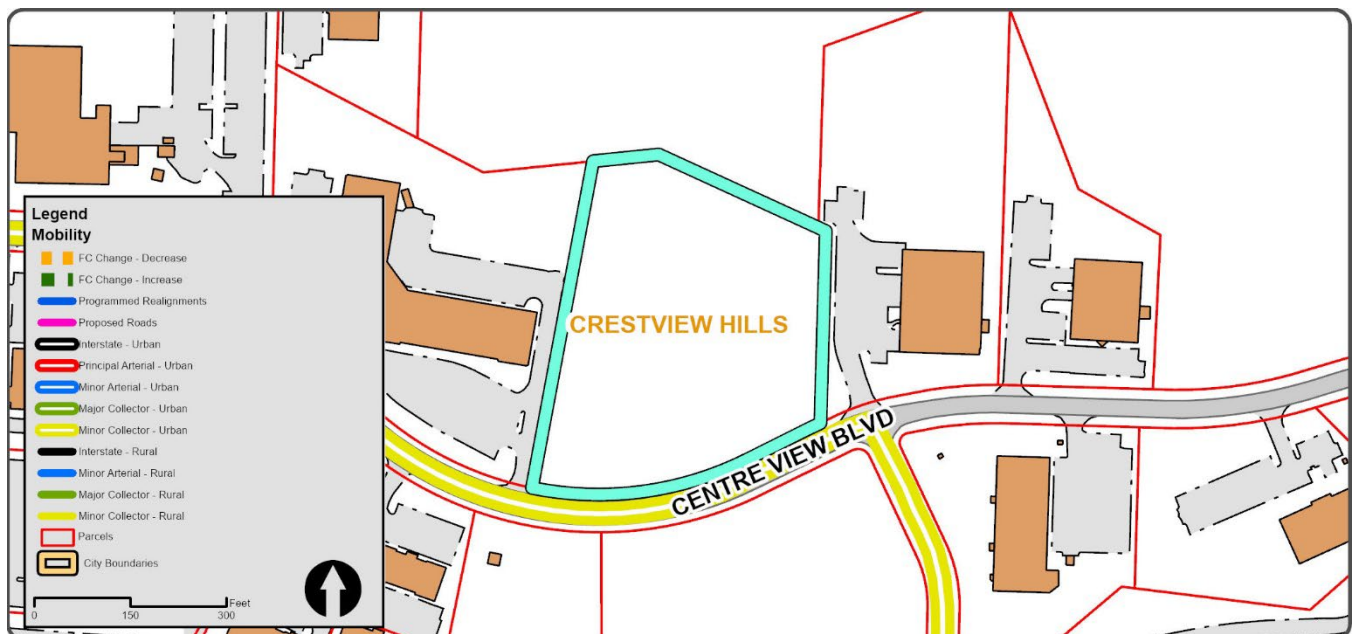 Legend
Mobility
FC Change - Decrease
FC Change - Increase
Programmed Realignments
Proposed Roads
Interstate - Urban
Principal Arterial - Urban
Minor Arterial - Urban
Major Collector - Urban
Minor Collector - Urban
Interstate - Rural
Minor Arterial - Rural
Major Collector - Rural
Minor Collector - Rural
Parcels
City Boundaries
Feet
0 150 300
CRESTVIEW HILLS
CENTRE VIEW BLVD